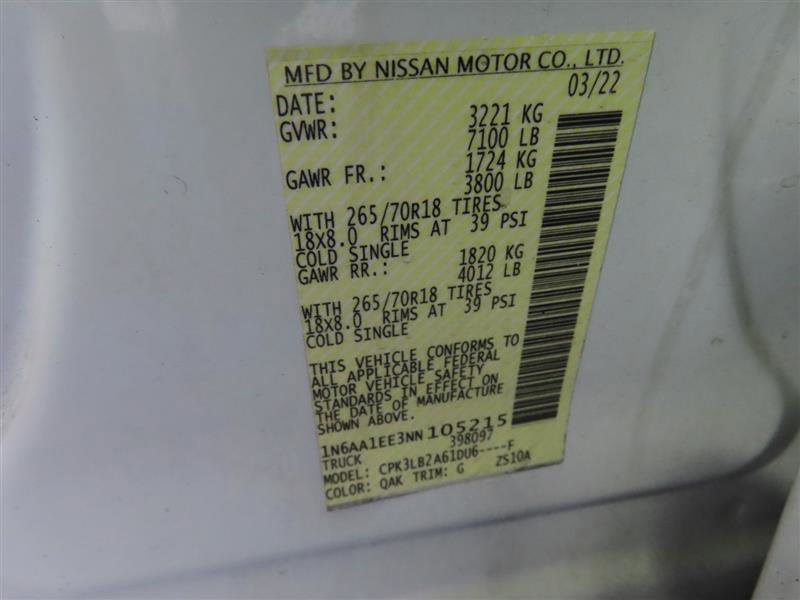 MFD BY NISSAN MOTOR CO., LTD.
DATE: 03/22
GVWR: 3221 KG
7100 LB
GAWR FR.: 1724 KG
3800 LB
WITH 265/70R18 TIRES
18X8.0 RIMS AT 39 PSI
COLD SINGLE
GAWR RR.: 1820 KG
4012 LB
WITH 265/70R18 TIRES
18X8.0 RIMS AT 39 PSI
COLD SINGLE
THIS VEHICLE CONFORMS TO
ALL APPLICABLE FEDERAL
MOTOR VEHICLE SAFETY
STANDARDS IN EFFECT ON
THE DATE OF MANUFACTURE
SHOWN ABOVE.
1N6AA1EE3NN105215
TRUCK 398097
MODEL: CPK3LB2A61DU6----F
COLOR: QAK TRIM: G ZS10A